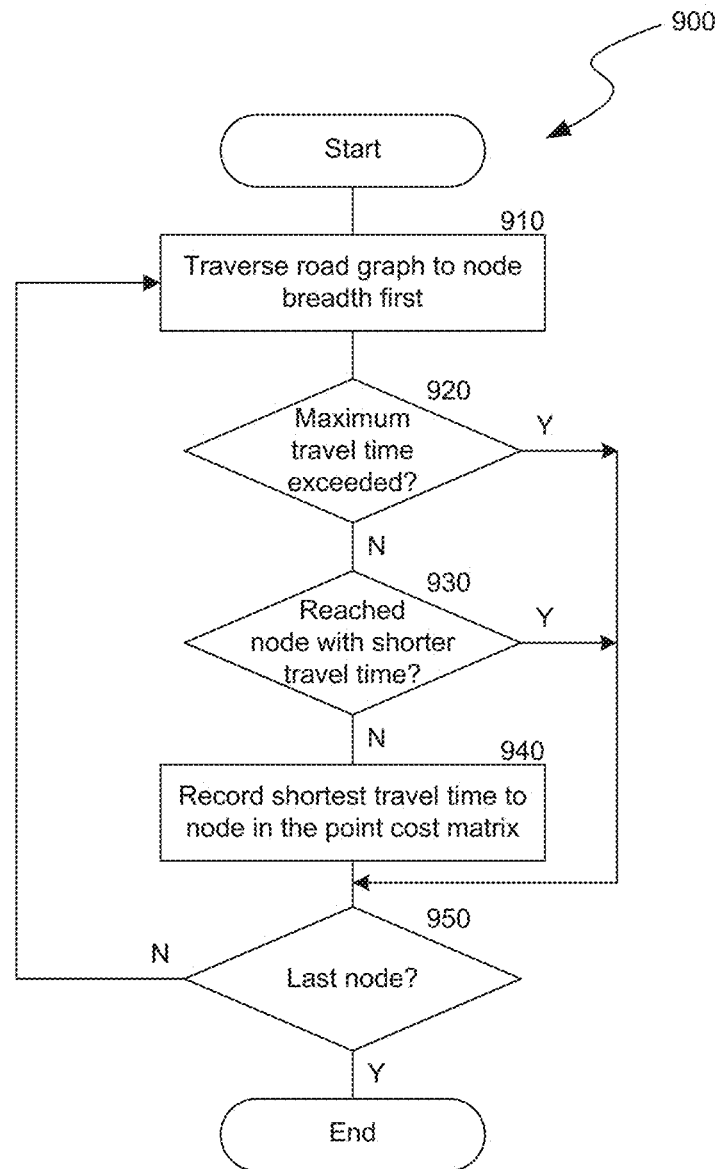 900
Start
910
Traverse road graph to node
breadth first
920
Maximum
travel time
exceeded?
Y
N
930
Reached
node with shorter
travel time?
Y
N
940
Record shortest travel time to
node in the point cost matrix
950
N
Last node?
Y
End